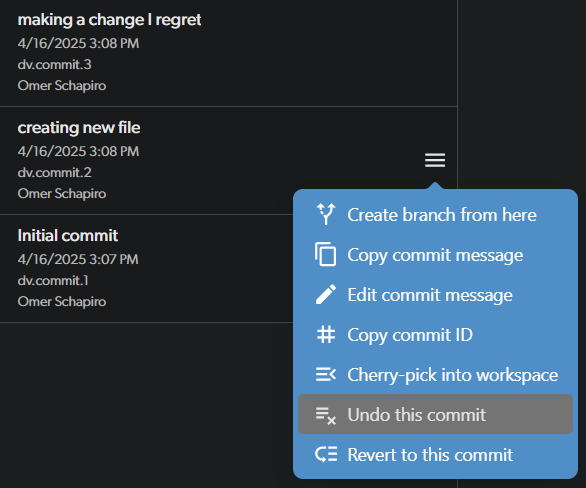 making a change I regret
4/16/2025 3:08 PM
dv.commit.3
Omer Schapiro
creating new file
4/16/2025 3:08 PM
dv.commit.2
Omer Schapiro
Initial commit
4/16/2025 3:07 PM
dv.commit.1
Omer Schapiro
Create branch from here
Copy commit message
Edit commit message
Copy commit ID
Cherry-pick into workspace
Undo this commit
Revert to this commit